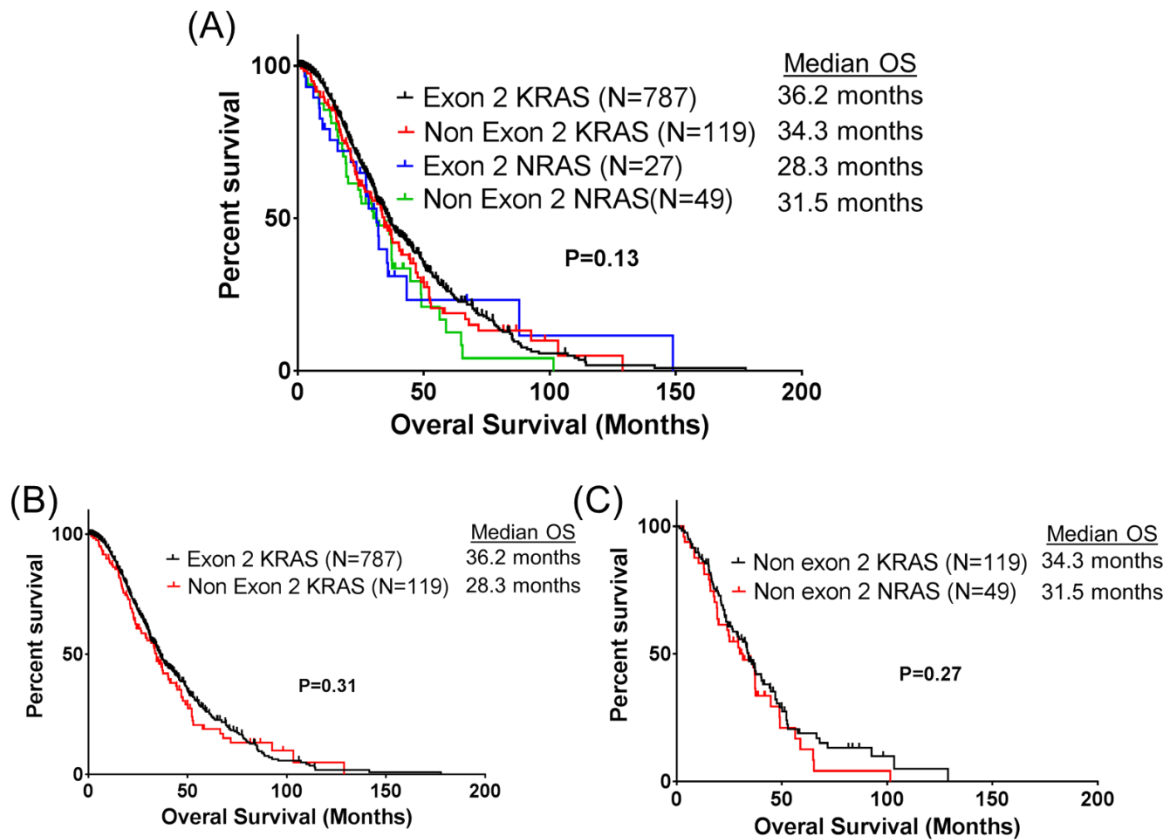 (A)
Median OS
Exon 2 KRAS (N=787) 36.2 months
Non Exon 2 KRAS (N=119) 34.3 months
Exon 2 NRAS (N=27) 28.3 months
Non Exon 2 NRAS(N=49) 31.5 months
P=0.13
Percent survival
100
50
0
0 50 100 150 200
Overal Survival (Months)
(B)
Median OS
Exon 2 KRAS (N=787) 36.2 months
Non Exon 2 KRAS (N=119) 28.3 months
P=0.31
Percent survival
100
50
0
0 50 100 150 200
Overal Survival (Months)
(C)
Median OS
Non exon 2 KRAS (N=119) 34.3 months
Non exon 2 NRAS (N=49) 31.5 months
P=0.27
Percent survival
100
50
0
0 50 100 150 200
Overal Survival (Months)